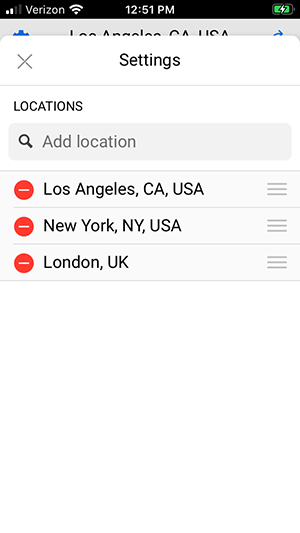 Verizon 12:51 PM
Los Angeles, CA, USA
Settings
LOCATIONS
Add location
Los Angeles, CA, USA
New York, NY, USA
London, UK